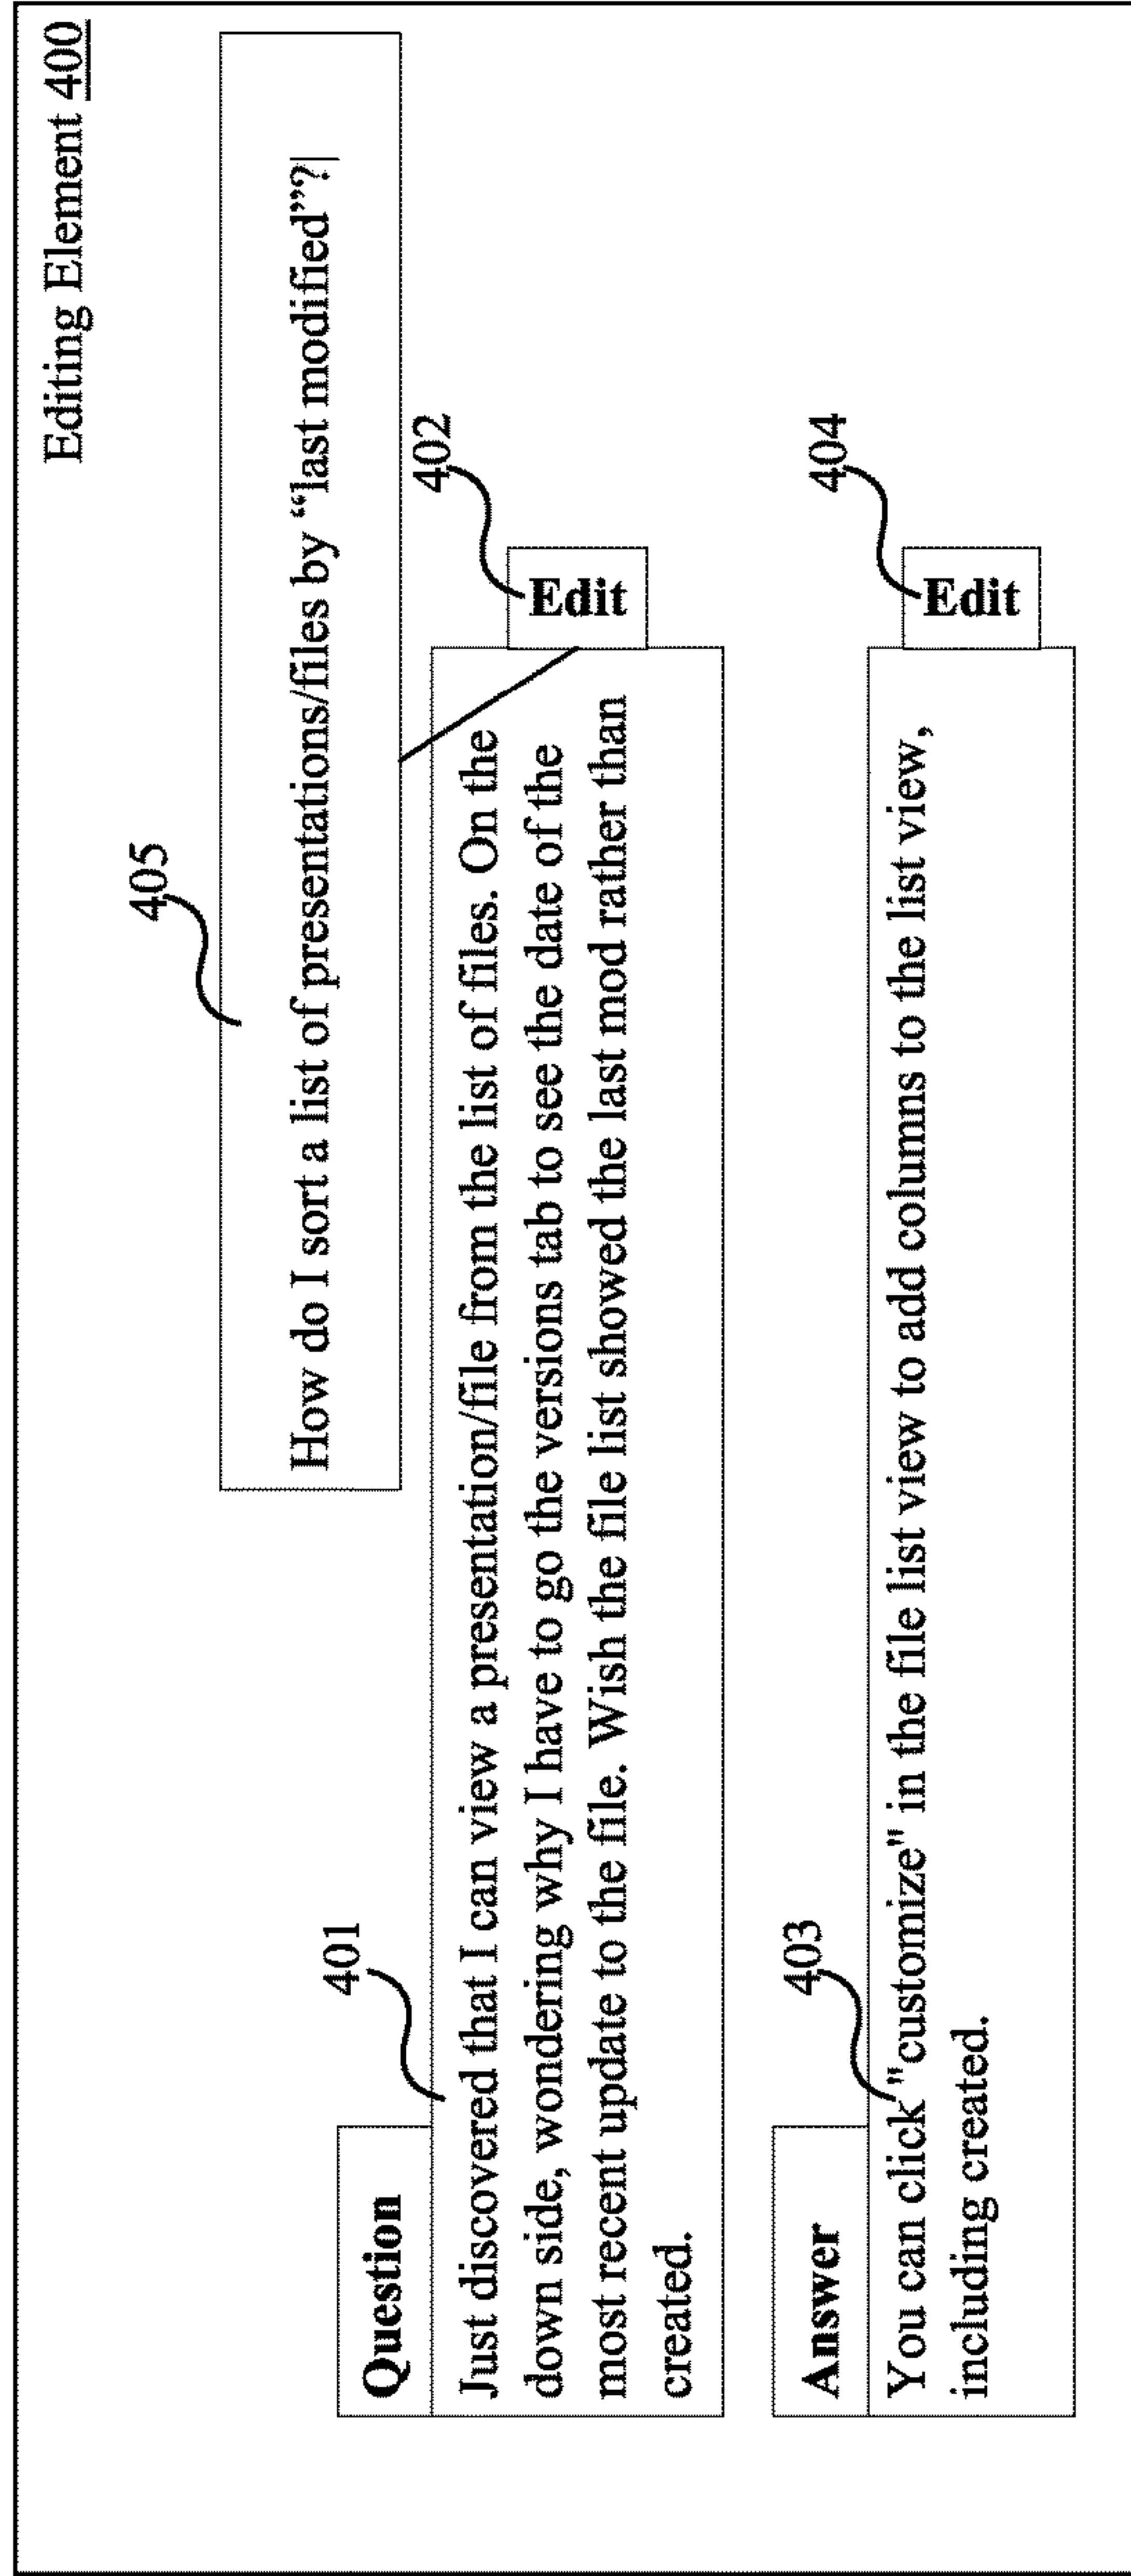 Editing Element 400
405
How do I sort a list of presentations/files by “last modified”?|
401
402
Question
Just discovered that I can view a presentation/file from the list of files. On the
down side, wondering why I have to go the versions tab to see the date of the
most recent update to the file. Wish the file list showed the last mod rather than
created.
Edit
403
404
Answer
You can click "customize" in the file list view to add columns to the list view,
including created.
Edit